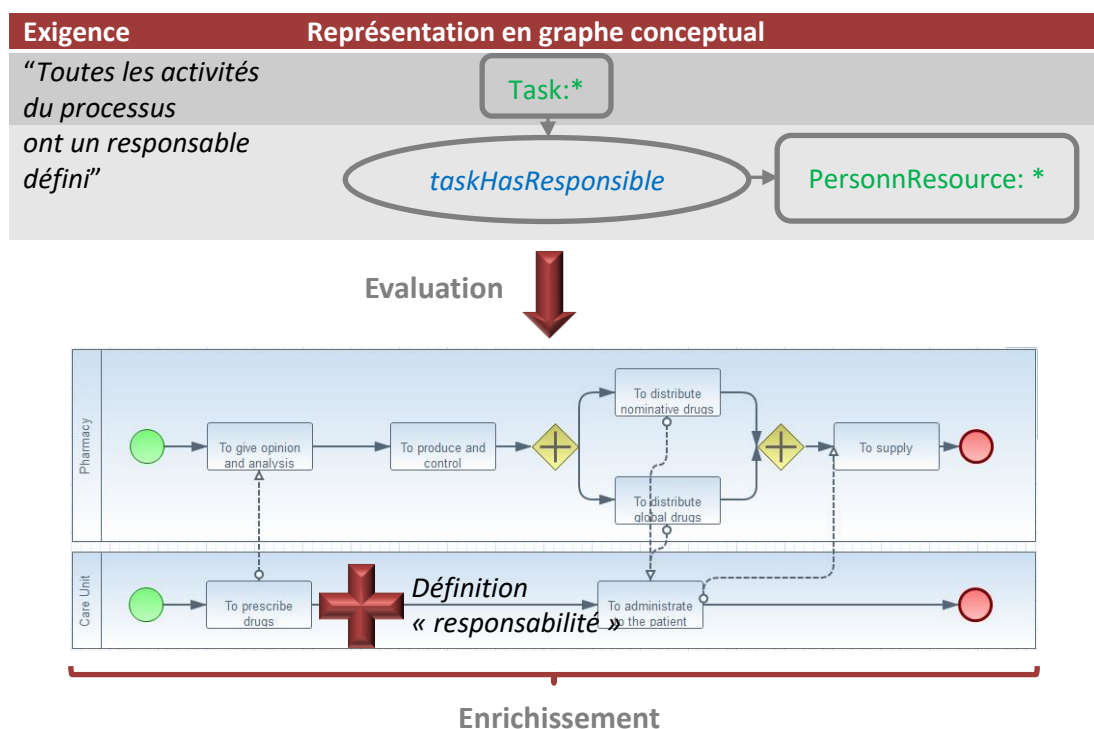 Exigence
Représentation en graphe conceptual
“Toutes les activités
du processus
ont un responsable
défini”
Task:*
taskHasResponsible
PersonnResource: *
Evaluation
Pharmacy
To give opinion
and analysis
To produce and
control
To distribute
nominative drugs
To distribute
global drugs
To supply
Care Unit
To prescribe
drugs
Définition
« responsabilité »
To administrate
to the patient
Enrichissement